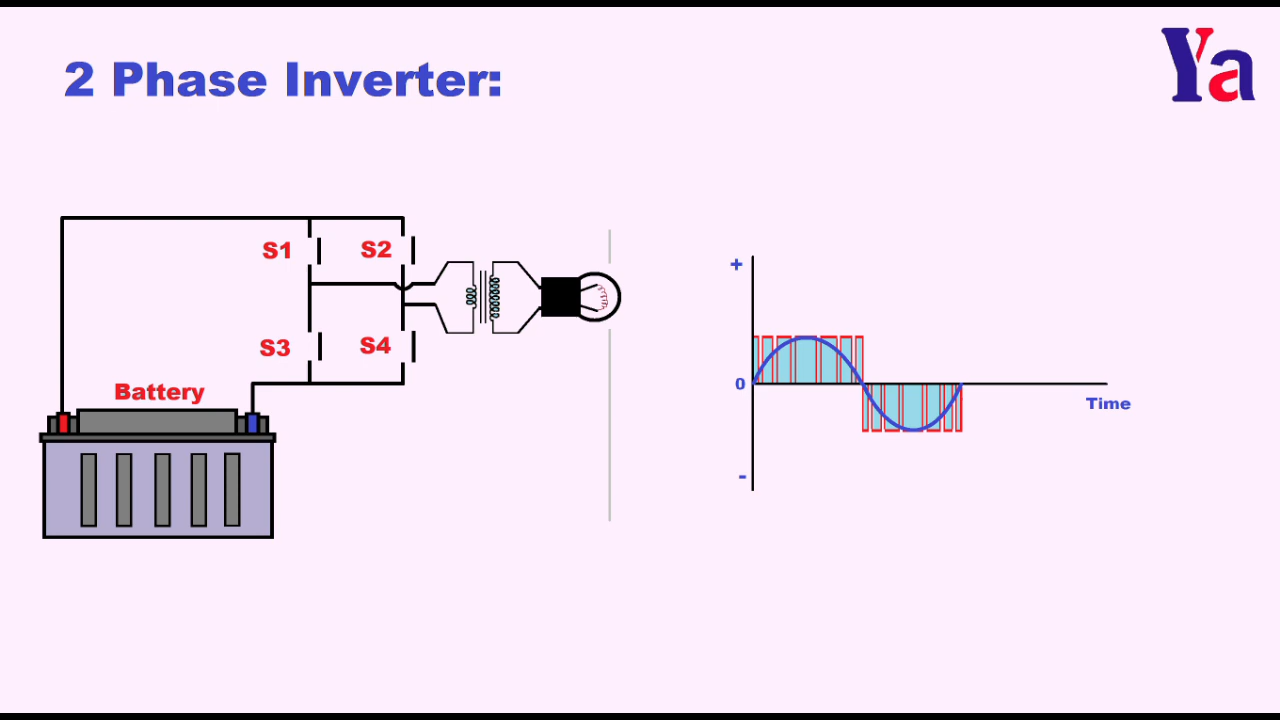 2 Phase Inverter:
Ya
S1
S2
S3
S4
Battery
+
0
-
Time